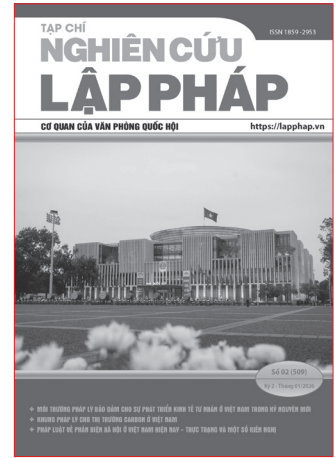 TẠP CHÍ
ISSN 1859-2953
NGHIÊN CỨU
LẬP PHÁP
CƠ QUAN CỦA VĂN PHÒNG QUỐC HỘI
https://lapphap.vn
Số 02 (509)
Kỳ 2 - Tháng 01/2026
MÔI TRƯỜNG PHÁP LÝ BẢO ĐẢM CHO SỰ PHÁT TRIỂN KINH TẾ TƯ NHÂN Ở VIỆT NAM TRONG KỶ NGUYÊN MỚI
KHUNG PHÁP LÝ CHO THỊ TRƯỜNG CARBON Ở VIỆT NAM
PHÁP LUẬT VỀ PHẢN BIỆN XÃ HỘI Ở VIỆT NAM HIỆN NAY - THỰC TRẠNG VÀ MỘT SỐ KIẾN NGHỊ